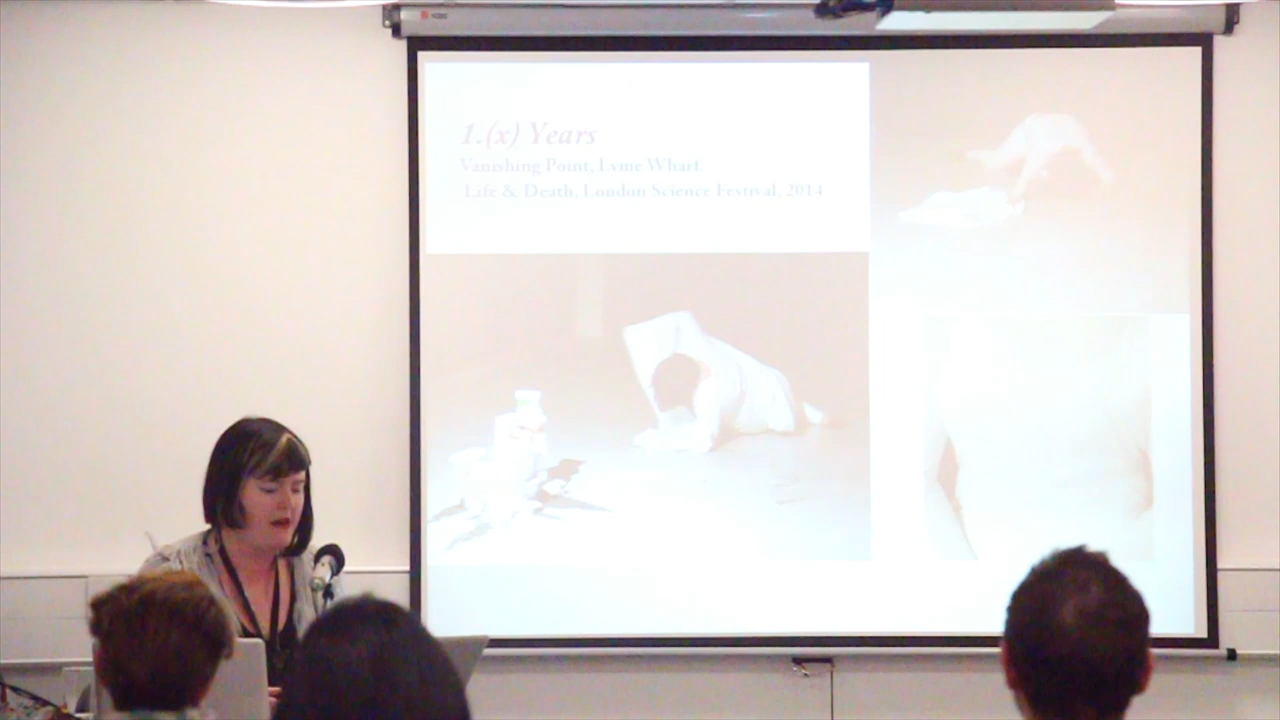 1.(x) Years
Vanishing Point, Lyme Wharf,
Life & Death, London Science Festival, 2014